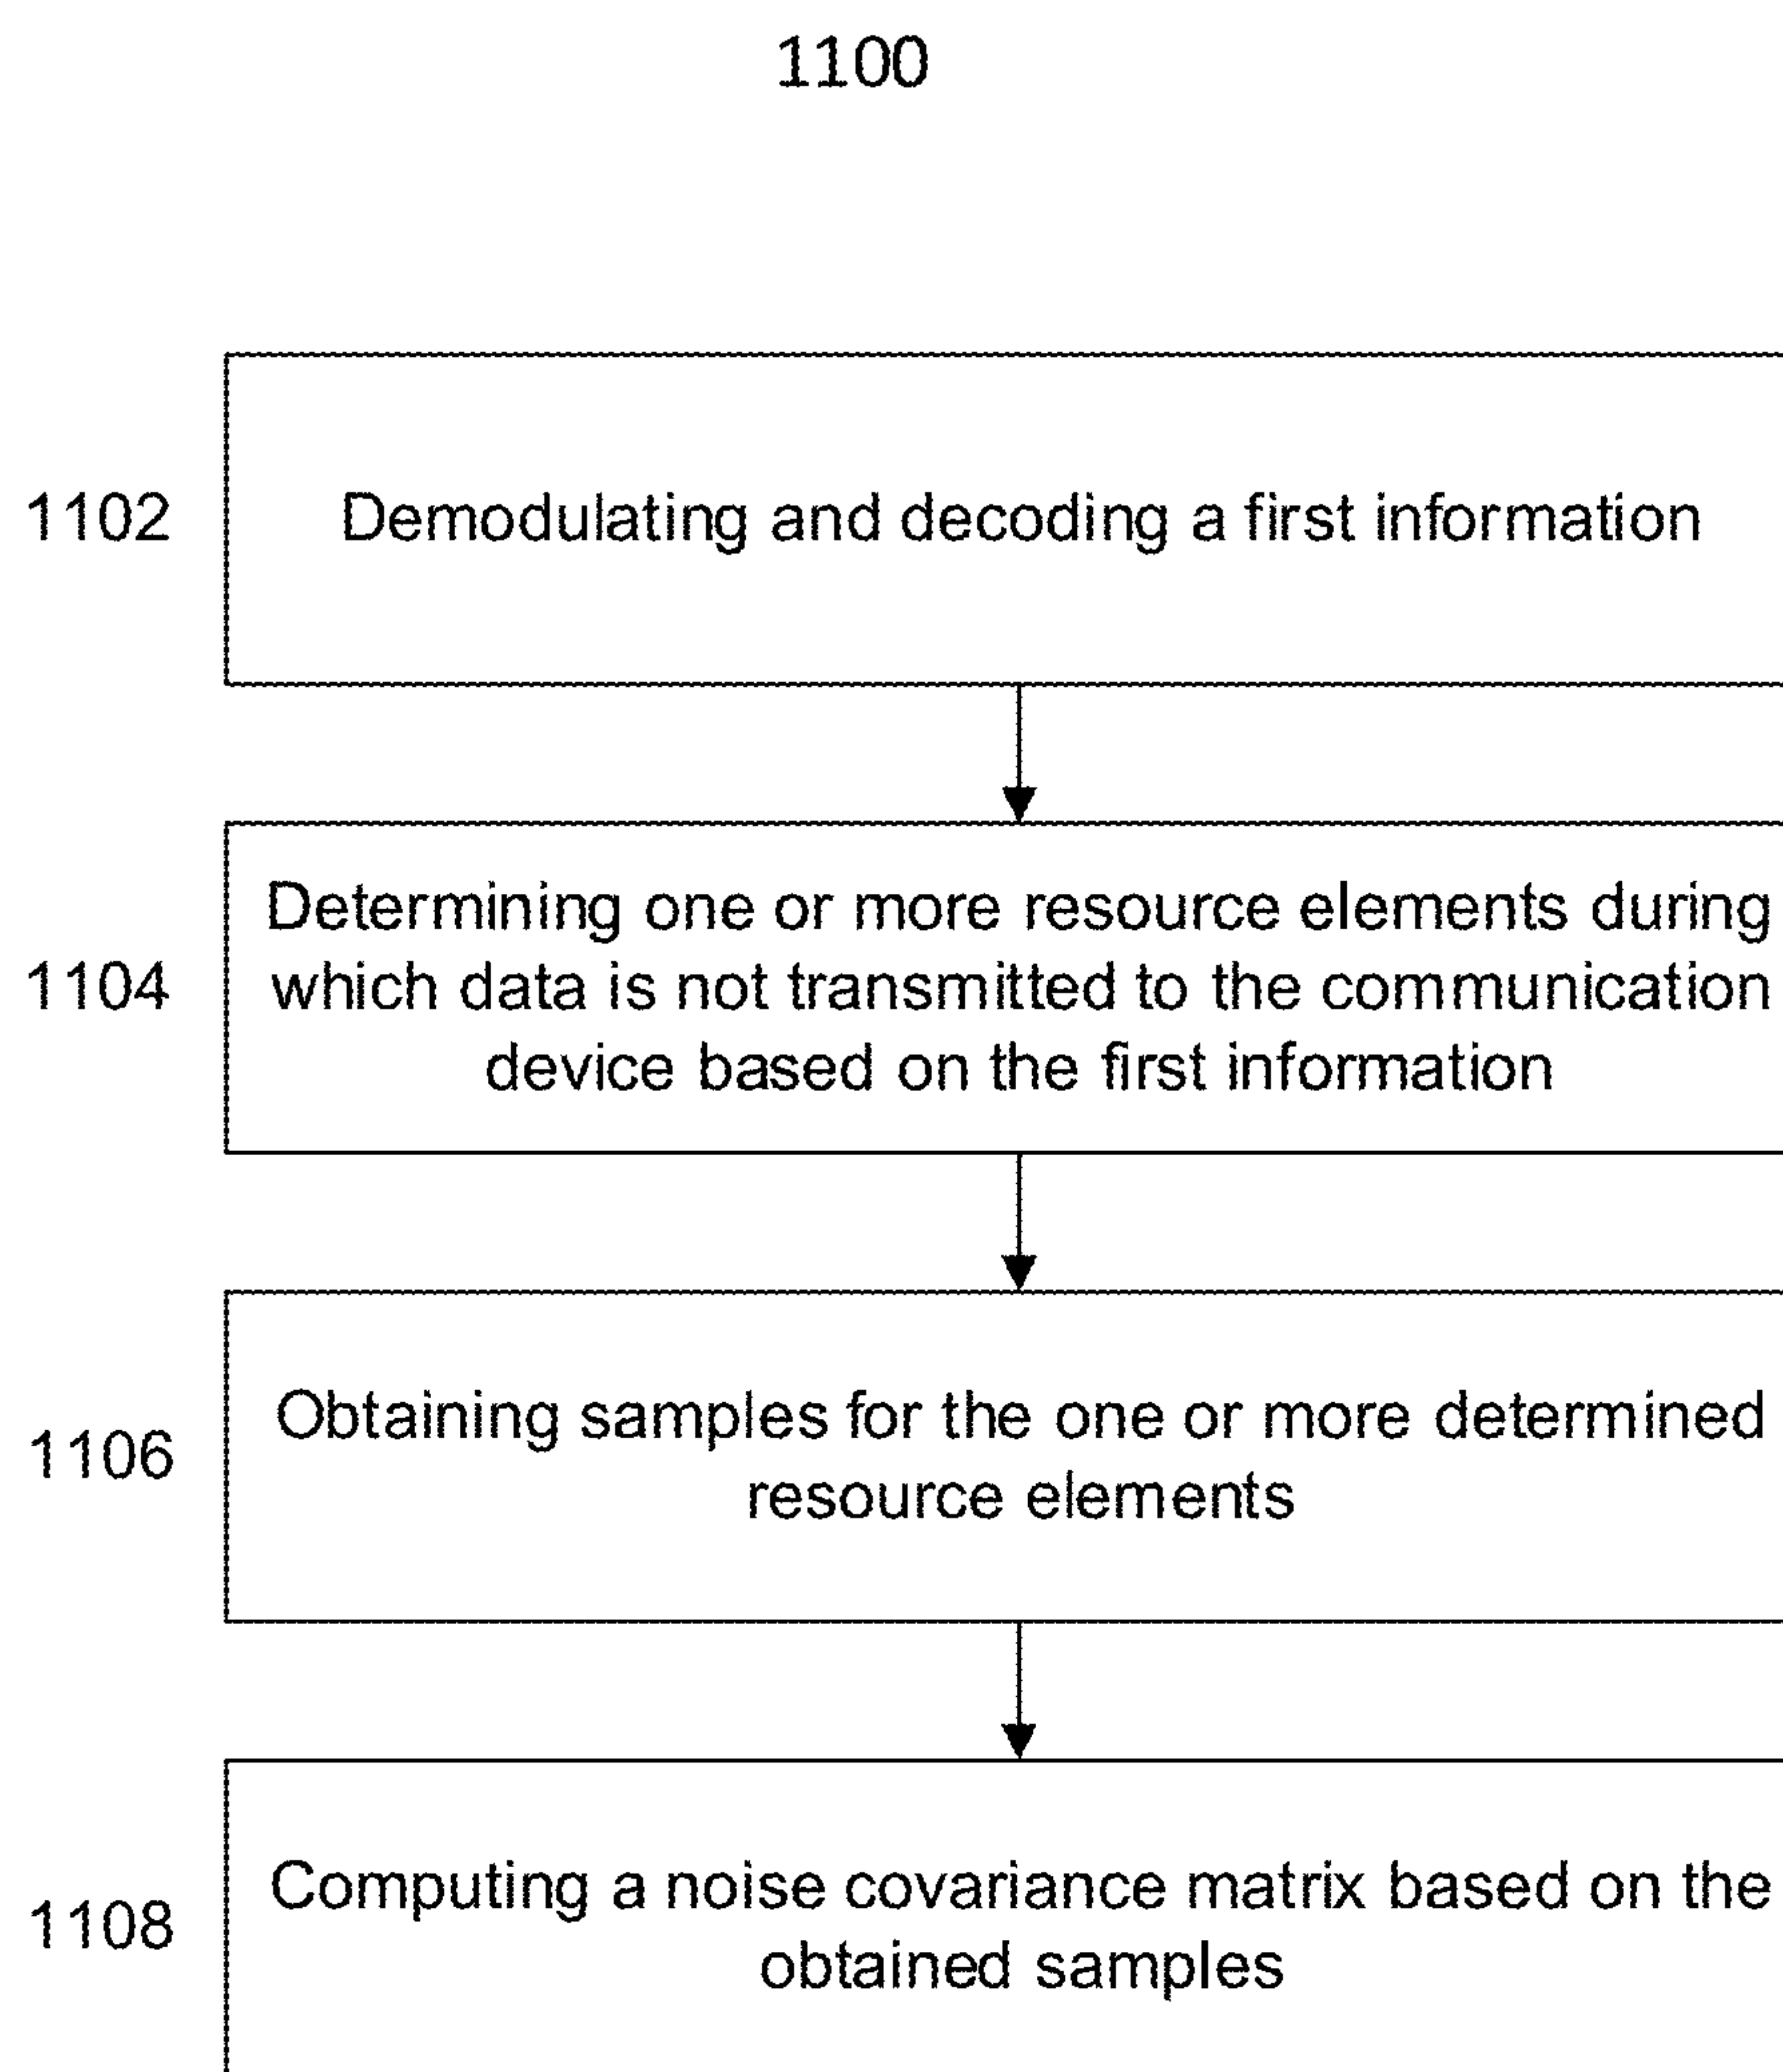 1100
1102
Demodulating and decoding a first information
1104
Determining one or more resource elements during
which data is not transmitted to the communication
device based on the first information
1106
Obtaining samples for the one or more determined
resource elements
1108
Computing a noise covariance matrix based on the
obtained samples